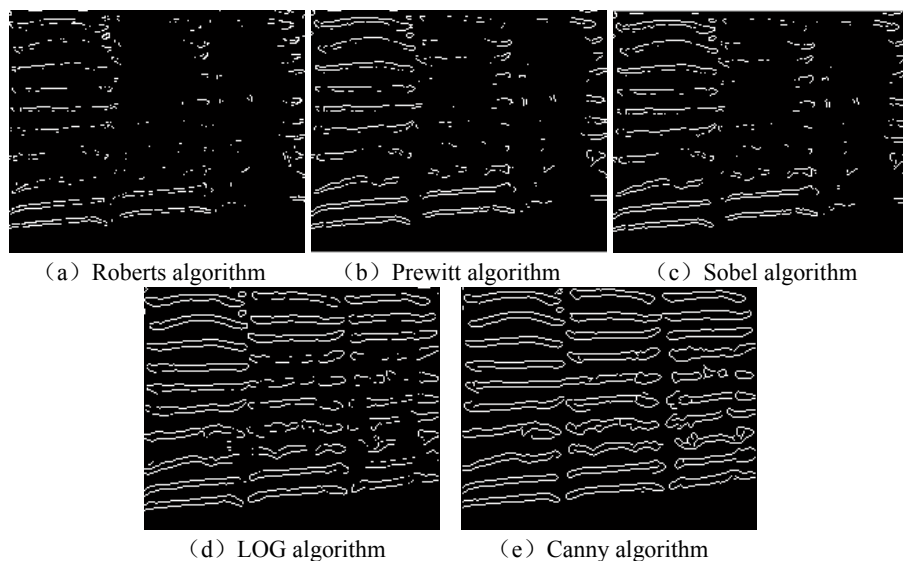 （a）Roberts algorithm
（b）Prewitt algorithm
（c）Sobel algorithm
（d）LOG algorithm
（e）Canny algorithm